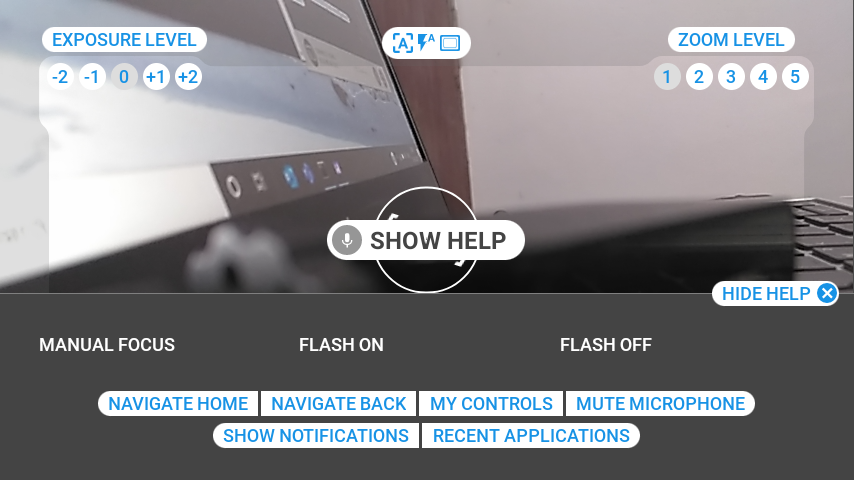 EXPOSURE LEVEL
-2 -1 0 +1 +2
A A
ZOOM LEVEL
1 2 3 4 5
SHOW HELP
HIDE HELP
MANUAL FOCUS FLASH ON FLASH OFF
NAVIGATE HOME NAVIGATE BACK MY CONTROLS MUTE MICROPHONE
SHOW NOTIFICATIONS RECENT APPLICATIONS